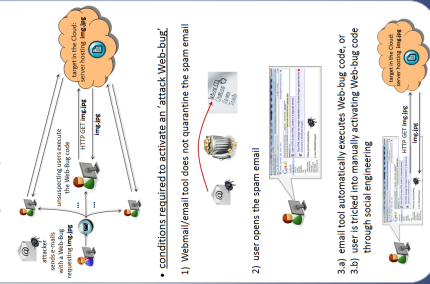 target in the Cloud:
server hosting img.jpg
unsuspecting users execute
the Web-bug code
HTTP GET img.jpg
img.jpg
...
...
attacker
sends e-mails
with a Web-Bug
requesting img.jpg
• conditions required to activate an 'attack Web-bug'
1) Webmail/email tool does not quarantine the spam email
2) user opens the spam email
3.a) email tool automatically executes Web-bug code, or
3.b) user is tricked into manually activating Web-bug code
through social engineering
target in the Cloud:
server hosting img.jpg
HTTP GET img.jpg
img.jpg